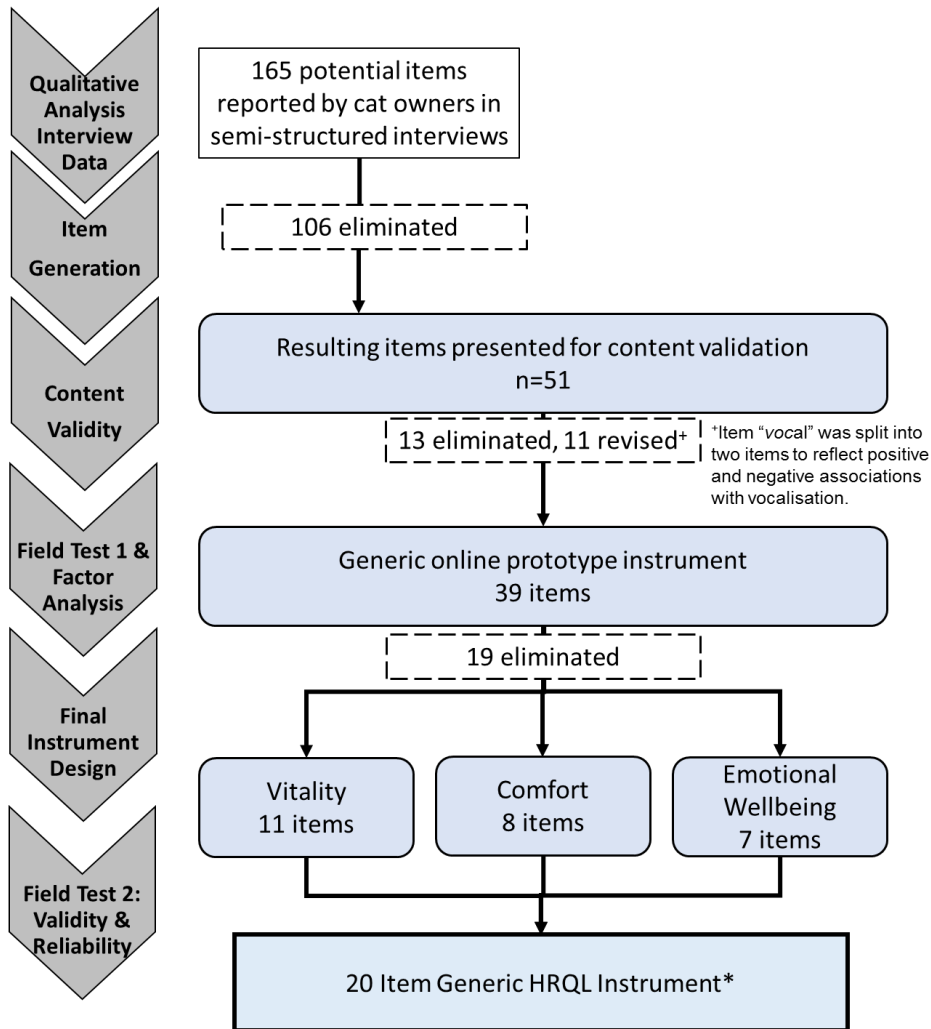 Qualitative
Analysis
Interview
Data
Item
Generation
Content
Validity
Field Test 1 &
Factor
Analysis
Final
Instrument
Design
Field Test 2:
Validity &
Reliability
165 potential items
reported by cat owners in
semi-structured interviews
106 eliminated
Resulting items presented for content validation
n=51
13 eliminated, 11 revised⁺
⁺Item “vocal” was split into
two items to reflect positive
and negative associations
with vocalisation.
Generic online prototype instrument
39 items
19 eliminated
Vitality
11 items
Comfort
8 items
Emotional
Wellbeing
7 items
20 Item Generic HRQL Instrument*